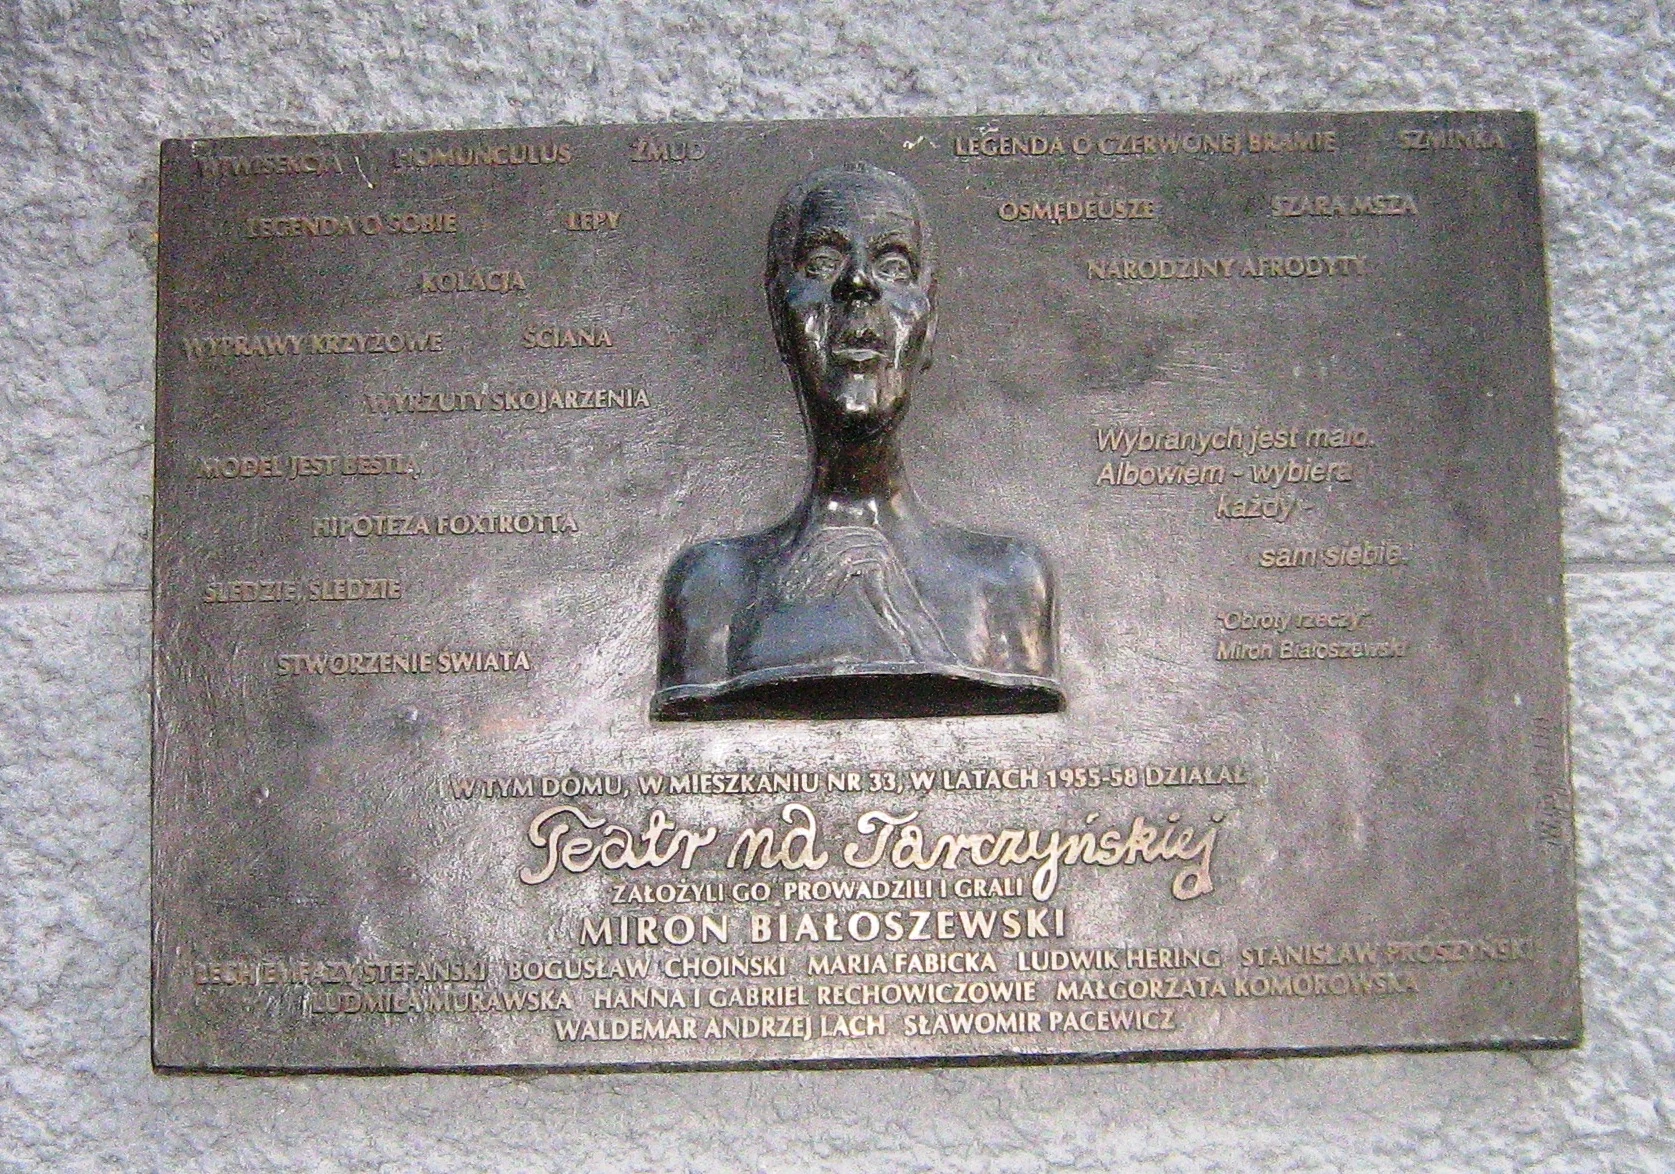 WIWISEKCJA HOMUNCULUS ŻMUD LEGENDA O CZERWONEJ BRAMIE SZMINKA
LEGENDA O SOBIE LEPY OSMĘDEUSZE SZARA MSZA
KOLACJA NARODZINY AFRODYTY
WYPRAWY KRZYŻOWE ŚCIANA
WYRZUTY SKOJARZENIA
MODEL JEST BESTIĄ
HIPOTEZA FOXTROTTA
ŚLEDZIE, ŚLEDZIE
STWORZENIE ŚWIATA
Wybranych jest mało.
Albowiem - wybiera
każdy -
sam siebie.
"Obroty rzeczy"
Miron Białoszewski
W TYM DOMU, W MIESZKANIU NR 33, W LATACH 1955-58 DZIAŁAŁ
Teatr na Tarczyńskiej
ZAŁOŻYLI GO, PROWADZILI I GRALI
MIRON BIAŁOSZEWSKI
LECH EMFAZY STEFAŃSKI BOGUSŁAW CHOIŃSKI MARIA FABICKA LUDWIK HERING STANISŁAW PRÓSZYŃSKI
LUDMIŁA MURAWSKA HANNA I GABRIEL RECHOWICZOWIE MAŁGORZATA KOMOROWSKA
WALDEMAR ANDRZEJ LACH SŁAWOMIR PACEWICZ